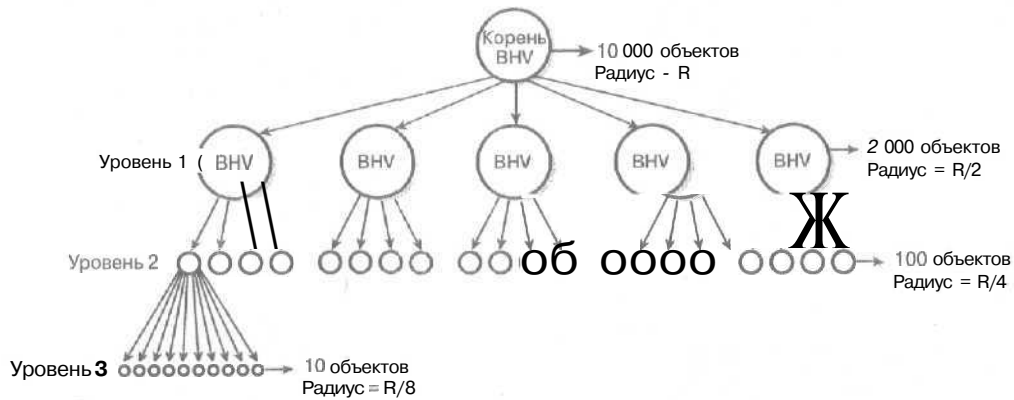 Корень
BHV
10 000 объектов
Радиус - R
Уровень 1 ( BHV BHV BHV BHV BHV
2 000 объектов
Радиус = R/2
Ж
Уровень 2
об оооо
100 объектов
Радиус = R/4
Уровень 3
10 объектов
Радиус = R/8